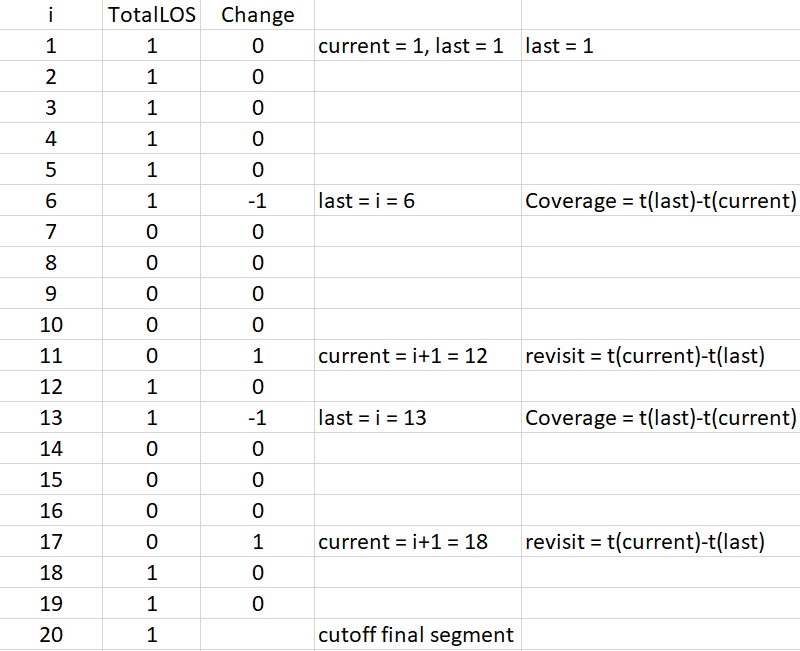 i TotalLOS Change
1 1 0 current = 1, last = 1 last = 1
2 1 0
3 1 0
4 1 0
5 1 0
6 1 -1 last = i = 6 Coverage = t(last)-t(current)
7 0 0
8 0 0
9 0 0
10 0 0
11 0 1 current = i+1 = 12 revisit = t(current)-t(last)
12 1 0
13 1 -1 last = i = 13 Coverage = t(last)-t(current)
14 0 0
15 0 0
16 0 0
17 0 1 current = i+1 = 18 revisit = t(current)-t(last)
18 1 0
19 1 0
20 1 cutoff final segment